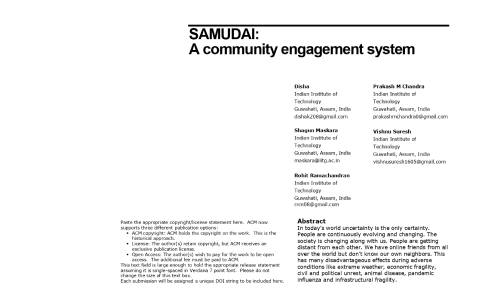 SAMUDAI:
A community engagement system
Disha
Indian Institute of
Technology
Guwahati, Assam, India
dishak208@gmail.com
Shagun Maskara
Indian Institute of
Technology
Guwahati, Assam, India
maskara@iitg.ac.in
Rohit Ramachandran
Indian Institute of
Technology
Guwahati, Assam, India
rrcn08@gmail.com
Prakash M Chandra
Indian Institute of
Technology
Guwahati, Assam, India
prakashmchandra0@gmail.com
Vishnu Suresh
Indian Institute of
Technology
Guwahati, Assam, India
vishnusuresh1605@gmail.com
Paste the appropriate copyright/license statement here. ACM now
supports three different publication options:
• ACM copyright: ACM holds the copyright on the work. This is the
historical approach.
• License: The author(s) retain copyright, but ACM receives an
exclusive publication license.
• Open Access: The author(s) wish to pay for the work to be open
access. The additional fee must be paid to ACM.
This text field is large enough to hold the appropriate release statement
assuming it is single-spaced in Verdana 7 point font. Please do not
change the size of this text box.
Each submission will be assigned a unique DOI string to be included here.
Abstract
In today's world uncertainty is the only certainty.
People are continuously evolving and changing. The
society is changing along with us. People are getting
distant from each other. We have online friends from all
over the world but don't know our own neighbors. This
has many disadvantageous effects during adverse
conditions like extreme weather, economic fragility,
civil and political unrest, animal disease, pandemic
influenza and infrastructural fragility.